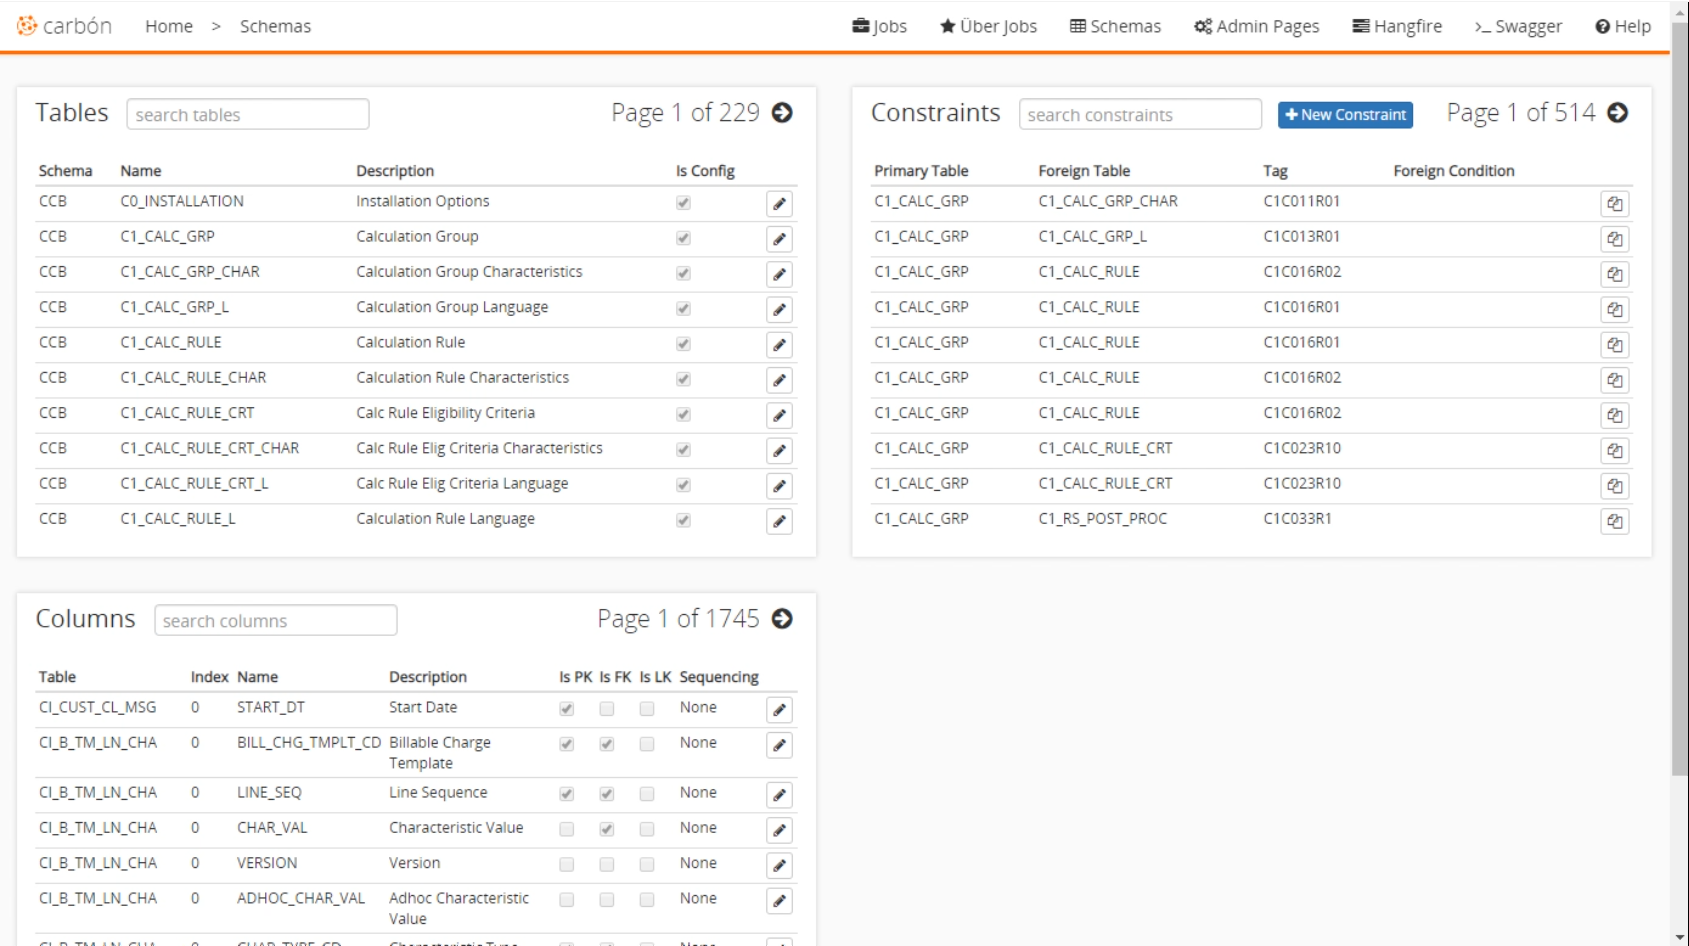 carbón Home > Schemas Jobs Über Jobs Schemas Admin Pages Hangfire >_ Swagger Help
Tables search tables Page 1 of 229
Schema Name Description Is Config
CCB C0_INSTALLATION Installation Options
CCB C1_CALC_GRP Calculation Group
CCB C1_CALC_GRP_CHAR Calculation Group Characteristics
CCB C1_CALC_GRP_L Calculation Group Language
CCB C1_CALC_RULE Calculation Rule
CCB C1_CALC_RULE_CHAR Calculation Rule Characteristics
CCB C1_CALC_RULE_CRT Calc Rule Eligibility Criteria
CCB C1_CALC_RULE_CRT_CHAR Calc Rule Elig Criteria Characteristics
CCB C1_CALC_RULE_CRT_L Calc Rule Elig Criteria Language
CCB C1_CALC_RULE_L Calculation Rule Language
Constraints search constraints + New Constraint Page 1 of 514
Primary Table Foreign Table Tag Foreign Condition
C1_CALC_GRP C1_CALC_GRP_CHAR C1C011R01
C1_CALC_GRP C1_CALC_GRP_L C1C013R01
C1_CALC_GRP C1_CALC_RULE C1C016R02
C1_CALC_GRP C1_CALC_RULE C1C016R01
C1_CALC_GRP C1_CALC_RULE C1C016R01
C1_CALC_GRP C1_CALC_RULE C1C016R02
C1_CALC_GRP C1_CALC_RULE C1C016R02
C1_CALC_GRP C1_CALC_RULE_CRT C1C023R10
C1_CALC_GRP C1_CALC_RULE_CRT C1C023R10
C1_CALC_GRP C1_RS_POST_PROC C1C033R1
Columns search columns Page 1 of 1745
Table Index Name Description Is PK Is FK Is LK Sequencing
CI_CUST_CL_MSG 0 START_DT Start Date None
CI_B_TM_LN_CHA 0 BILL_CHG_TMPLT_CD Billable Charge None
Template
CI_B_TM_LN_CHA 0 LINE_SEQ Line Sequence None
CI_B_TM_LN_CHA 0 CHAR_VAL Characteristic Value None
CI_B_TM_LN_CHA 0 VERSION Version None
CI_B_TM_LN_CHA 0 ADHOC_CHAR_VAL Adhoc Characteristic None
Value
CI_B_TM_LN_CHA 0 CHAR_TYPE_CD Characteristic Type None